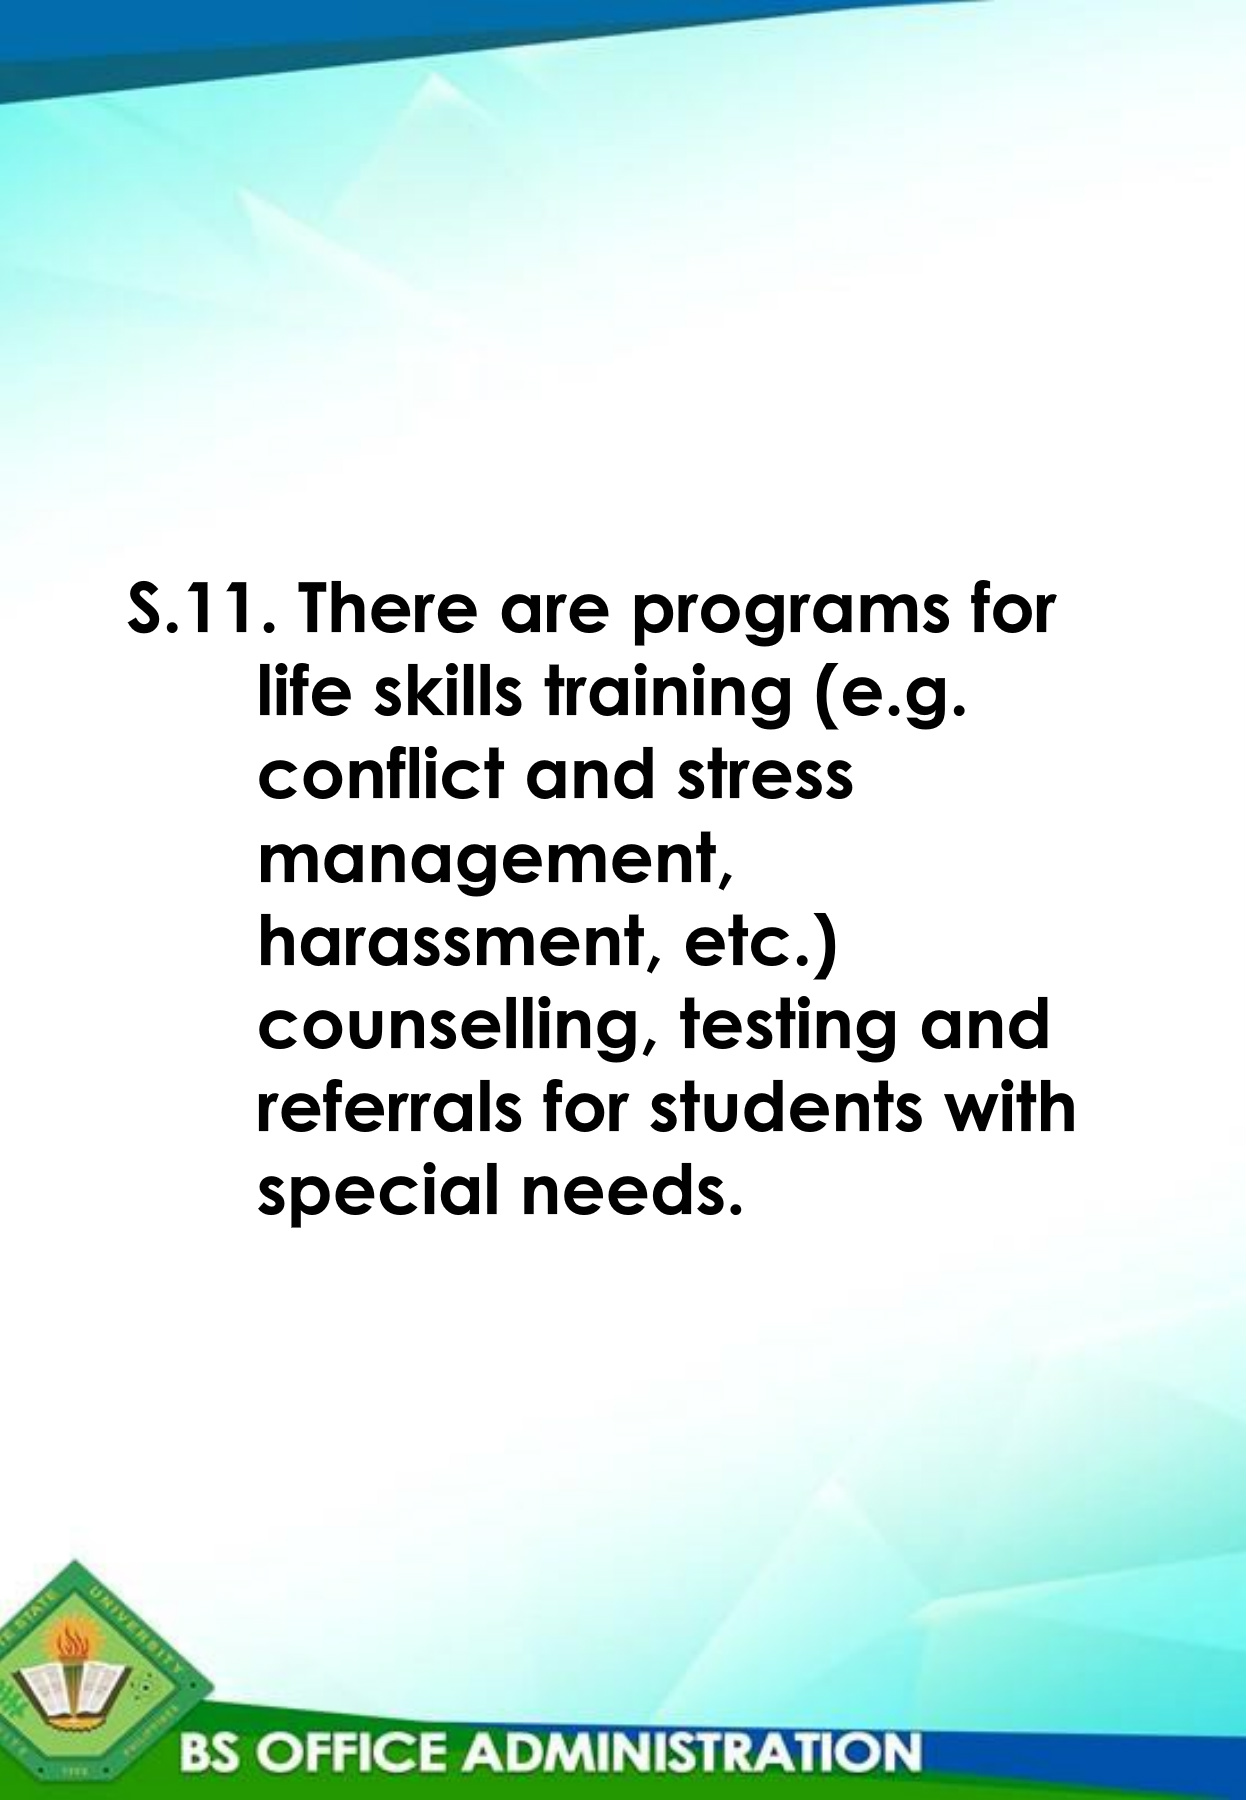 S.11. There are programs for
life skills training (e.g.
conflict and stress
management,
harassment, etc.)
counselling, testing and
referrals for students with
special needs.
STATE UNIVERSITY
PHILIPPINES
BS OFFICE ADMINISTRATION